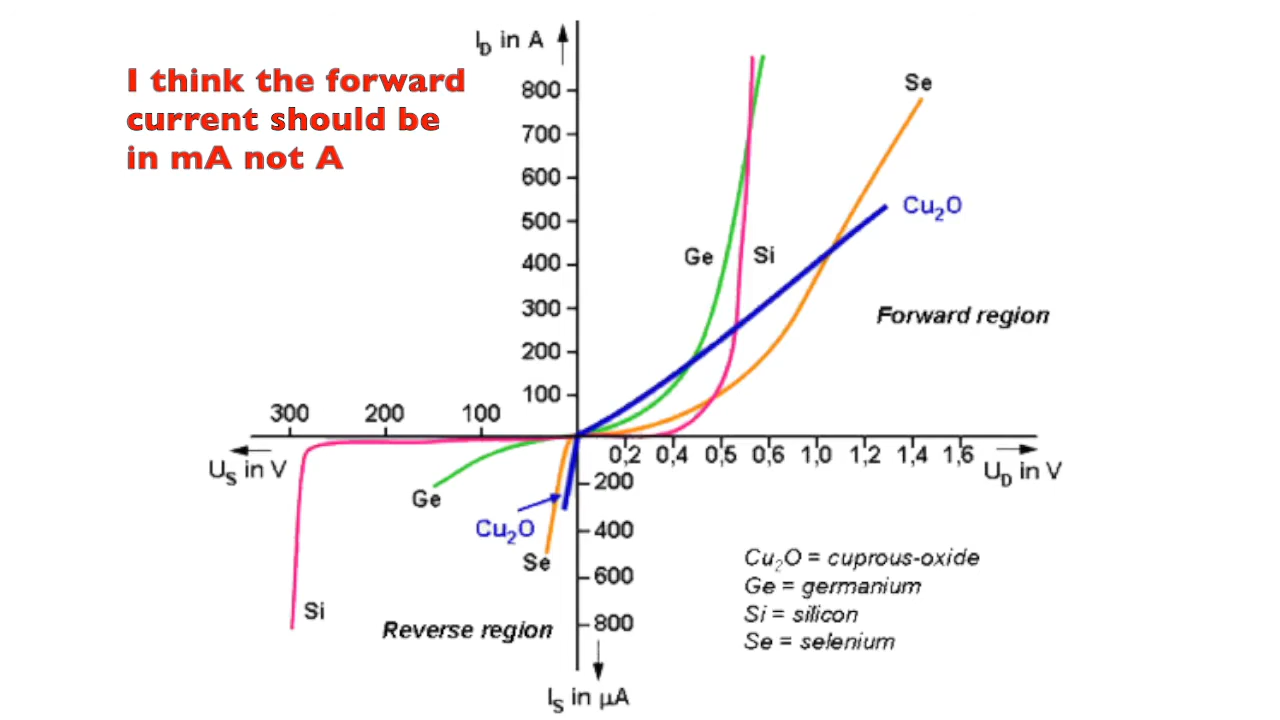 I_D in A
I think the forward
current should be
in mA not A
800
700
600
500
400
300
200
100
Se
Cu₂O
Ge
Si
Forward region
300 200 100
0,2 0,4 0,5 0,6 1,0 1,2 1,4 1,6
U_S in V
U_D in V
Ge
Cu₂O
Se
Si
200
400
600
800
Reverse region
I_S in μA
Cu₂O = cuprous-oxide
Ge = germanium
Si = silicon
Se = selenium